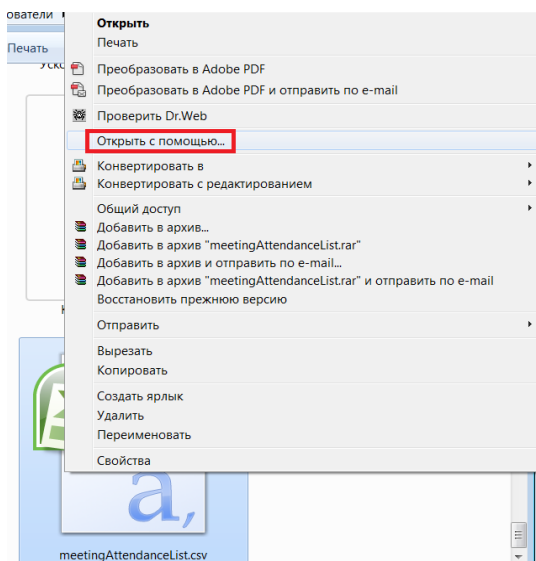 ователи
Печать
Открыть
Печать
Преобразовать в Adobe PDF
Преобразовать в Adobe PDF и отправить по e-mail
Проверить Dr.Web
Открыть с помощью...
Конвертировать в
Конвертировать с редактированием
Общий доступ
Добавить в архив...
Добавить в архив "meetingAttendanceList.rar"
Добавить в архив и отправить по e-mail...
Добавить в архив "meetingAttendanceList.rar" и отправить по e-mail
Восстановить прежнюю версию
Отправить
Вырезать
Копировать
Создать ярлык
Удалить
Переименовать
Свойства
a,
meetingAttendanceList.csv